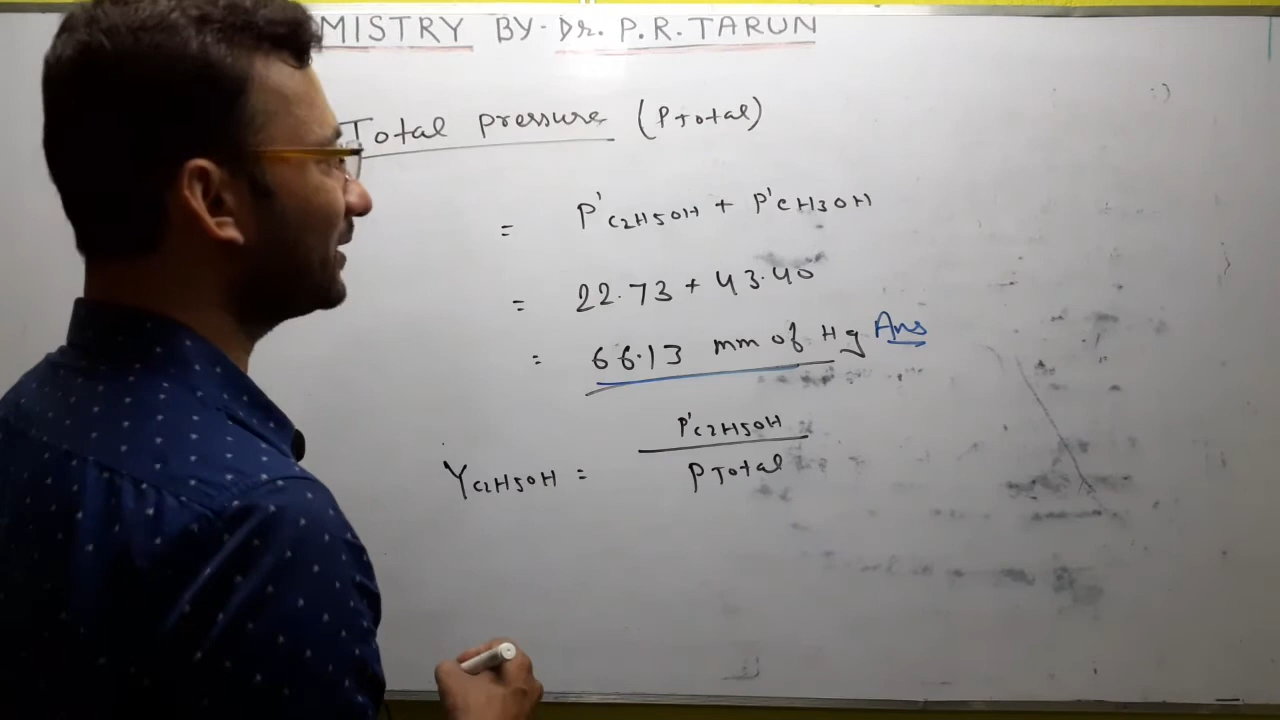 MISTRY BY - Dr. P.R. TARUN
Total pressure (PTotal)
= P'C2H5OH + P'CH3OH
= 22.73 + 43.40
= 66.13 mm of Hg Ans
YC2H5OH = P'C2H5OH
PTotal